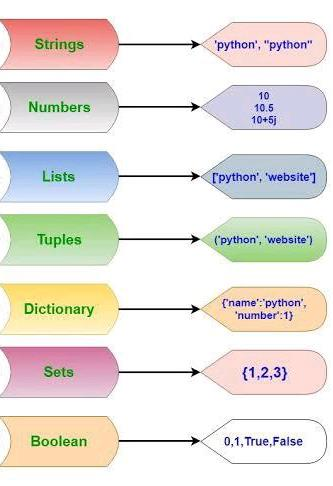 Strings
'python', "python"
Numbers
10
10.5
10+5j
Lists
['python', 'website']
Tuples
('python', 'website')
Dictionary
{'name':'python',
'number':1}
Sets
{1,2,3}
Boolean
0,1,True,False